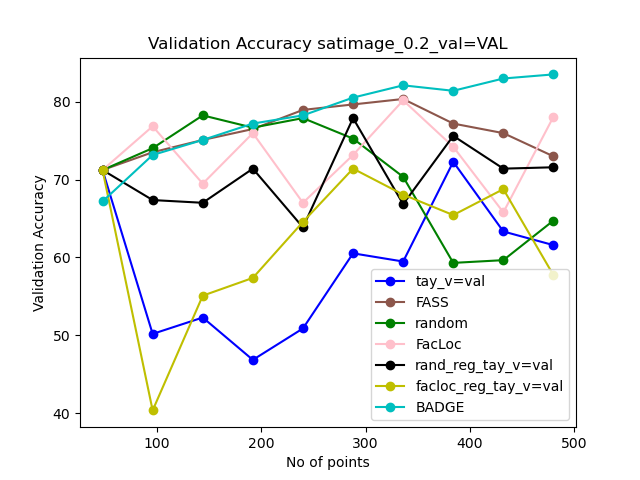 Validation Accuracy satimage_0.2_val=VAL
Validation Accuracy
80
70
60
50
40
100
200
300
400
500
No of points
tay_v=val
FASS
random
FacLoc
rand_reg_tay_v=val
facloc_reg_tay_v=val
BADGE